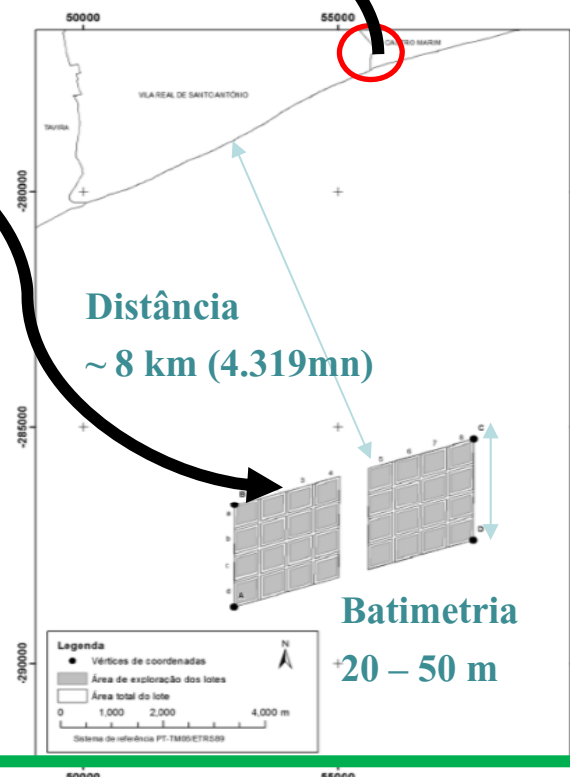 50000 55000
CASTRO MARIM
VILA REAL DE SANTO ANTÓNIO
TAVIRA
-280000
Distância
~ 8 km (4.319mn)
-285000
C
8
7
6
5
4
3
B
a
b
c
d
A
D
Batimetria
20 – 50 m
-290000
Legenda
N
Vértices de coordenadas
Área de exploração dos lotes
Área total do lote
0 1,000 2,000 4,000 m
Sistema de referência PT-TM06/ETRS89
50000 55000